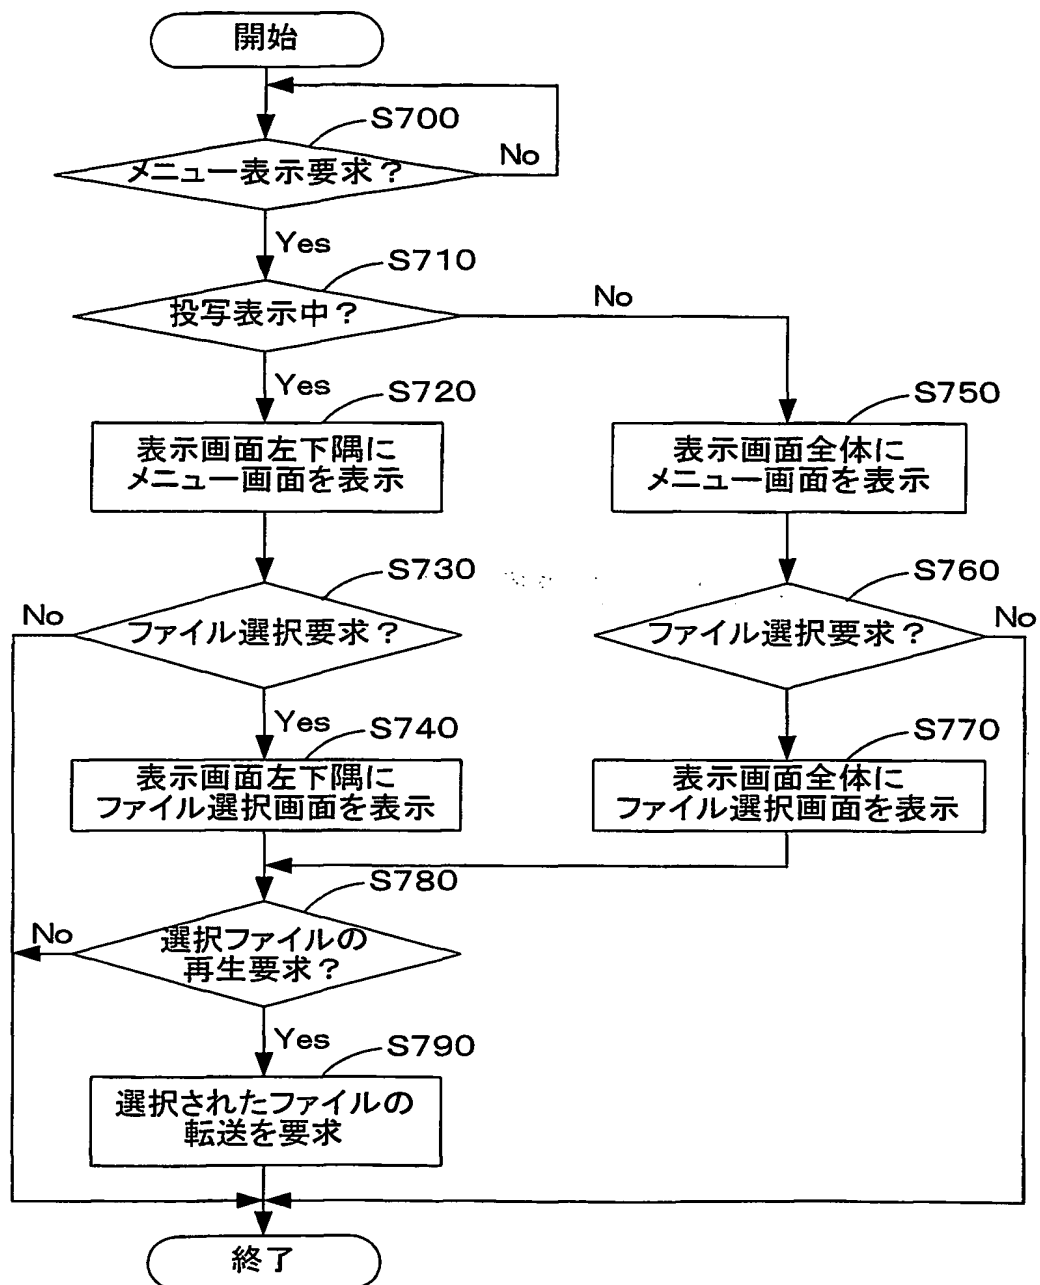 開始
S700
メニュー表示要求?
No
Yes
S710
投写表示中?
No
Yes
S720
表示画面左下隅に
メニュー画面を表示
S750
表示画面全体に
メニュー画面を表示
S730
No
ファイル選択要求?
S760
ファイル選択要求?
No
Yes
S740
表示画面左下隅に
ファイル選択画面を表示
S770
表示画面全体に
ファイル選択画面を表示
S780
No
選択ファイルの
再生要求?
Yes
S790
選択されたファイルの
転送を要求
終了